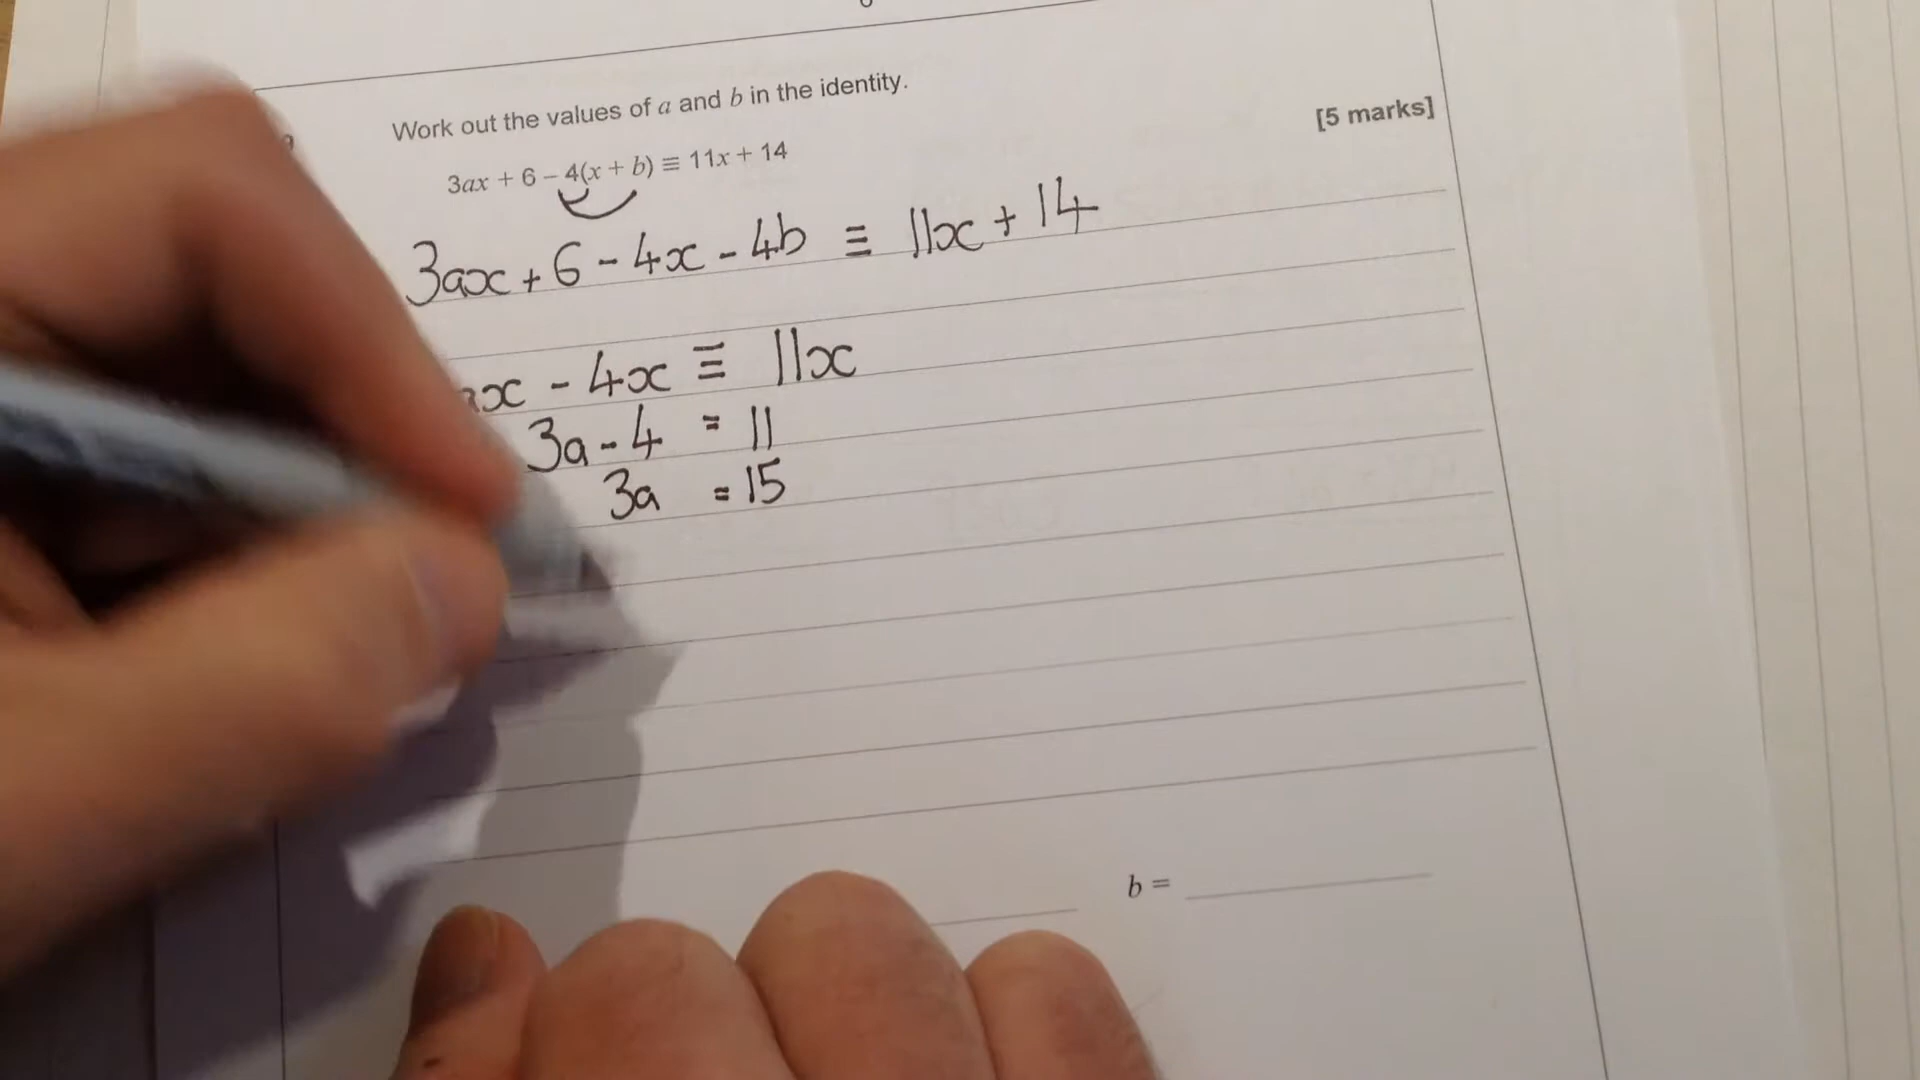 Work out the values of a and b in the identity.
[5 marks]
3ax + 6 − 4(x + b) ≡ 11x + 14
3ax + 6 - 4x - 4b ≡ 11x + 14
x - 4x ≡ 11x
3a - 4 = 11
3a = 15
b =